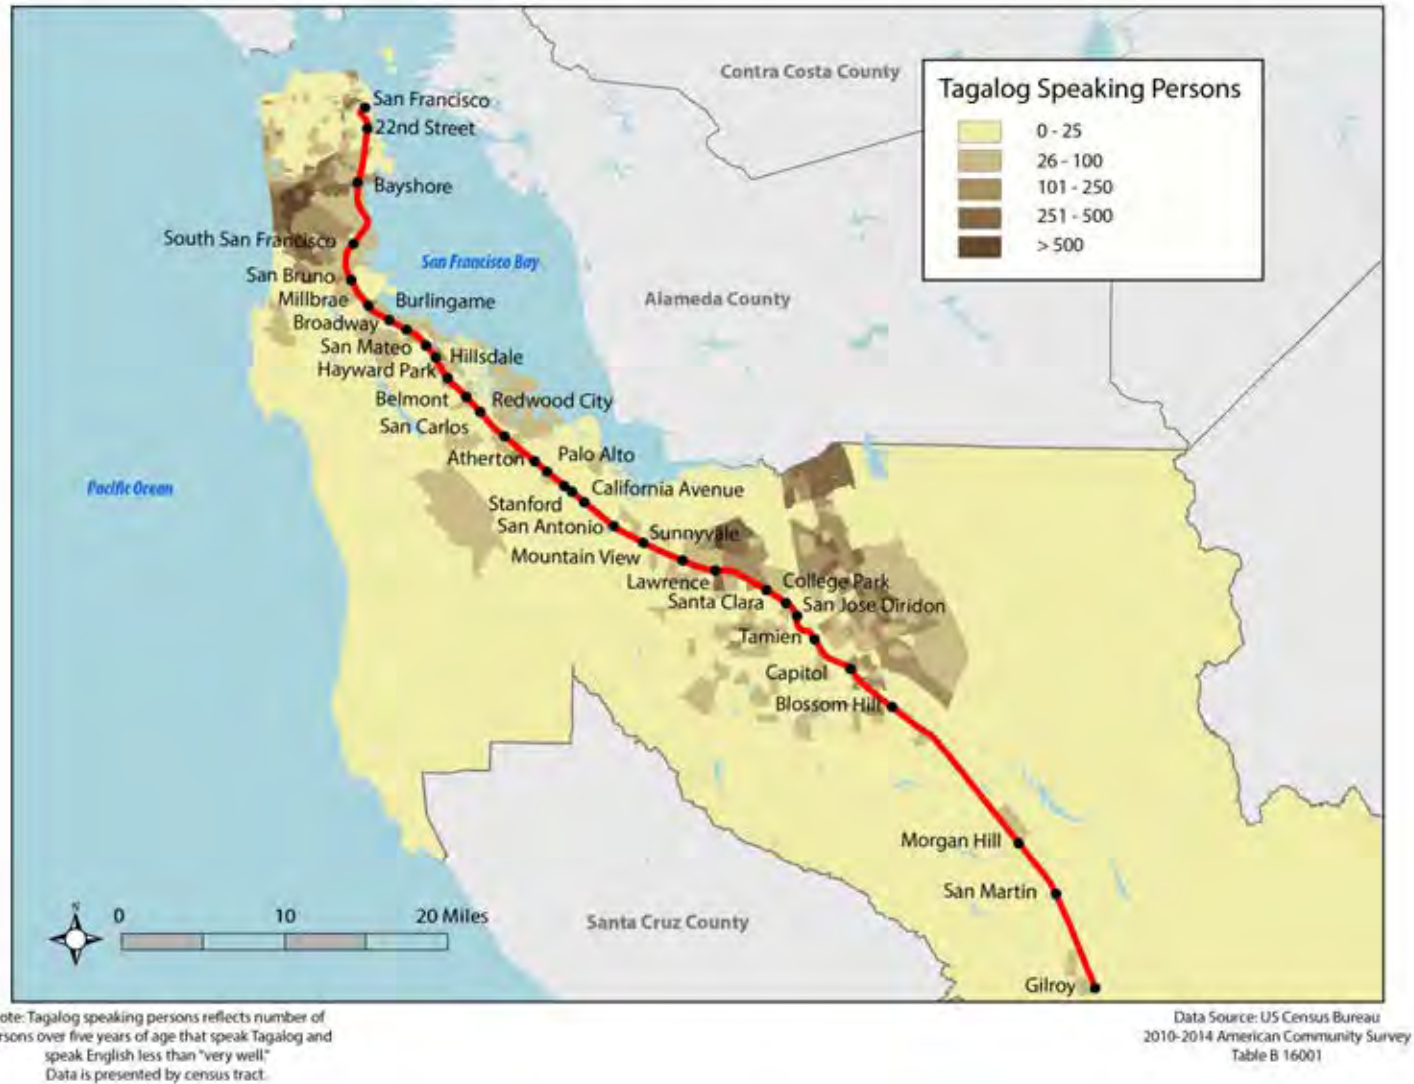 Contra Costa County
Tagalog Speaking Persons
0 - 25
26 - 100
101 - 250
251 - 500
> 500
San Francisco
22nd Street
Bayshore
South San Francisco
San Francisco Bay
San Bruno
Millbrae
Burlingame
Alameda County
Broadway
San Mateo
Hillsdale
Hayward Park
Belmont
Redwood City
San Carlos
Atherton
Palo Alto
Pacific Ocean
California Avenue
Stanford
San Antonio
Sunnyvale
Mountain View
Lawrence
College Park
Santa Clara
San Jose Diridon
Tamien
Capitol
Blossom Hill
Morgan Hill
San Martin
Santa Cruz County
Gilroy
N
0 10 20 Miles
ote: Tagalog speaking persons reflects number of
rsons over five years of age that speak Tagalog and
speak English less than "very well."
Data is presented by census tract.
Data Source: US Census Bureau
2010-2014 American Community Survey
Table B 16001